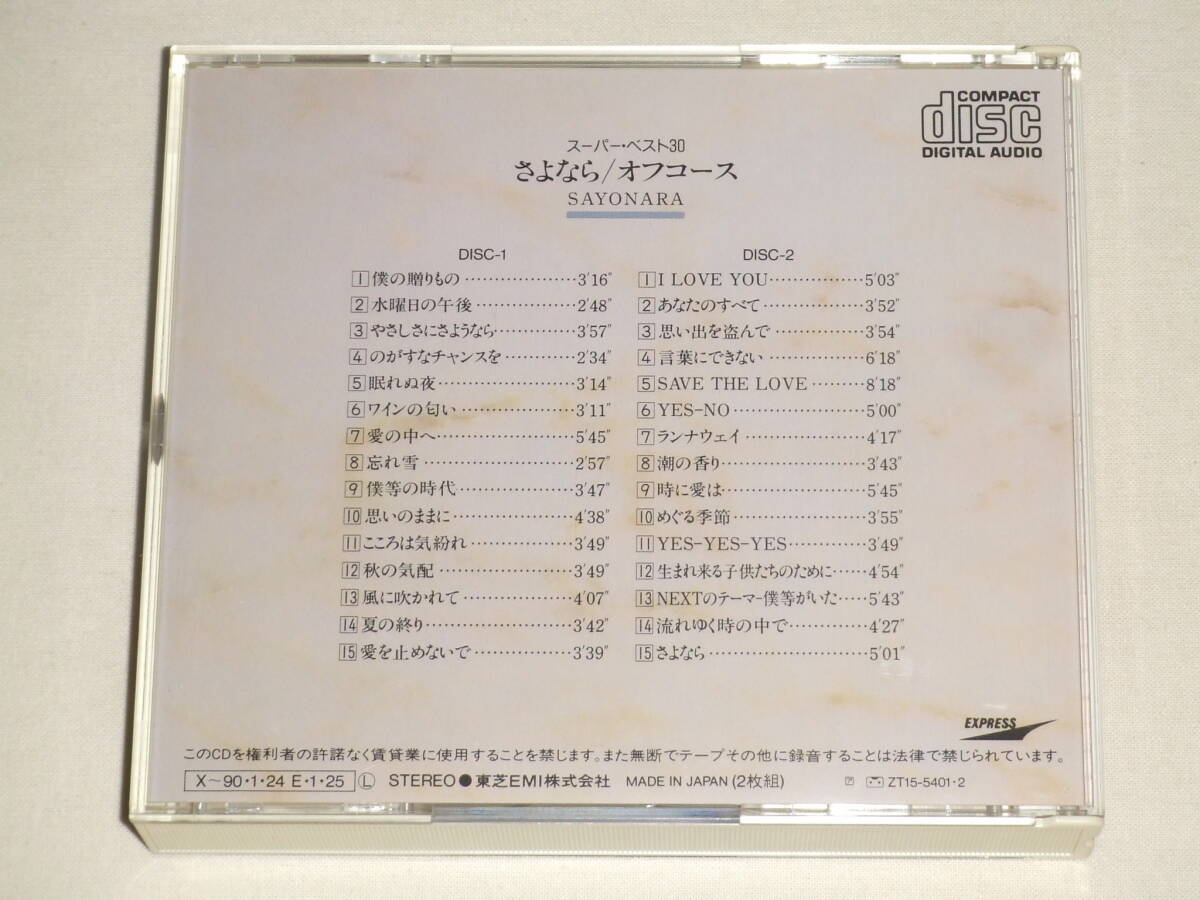 COMPACT
disc
DIGITAL AUDIO
スーパー・ベスト30
さよなら/オフコース
SAYONARA
DISC-1
1 僕の贈りもの………………3′16″
2 水曜日の午後………………2′48″
3 やさしさにさようなら…………3′57″
4 のがすなチャンスを…………2′34″
5 眠れぬ夜……………………3′14″
6 ワインの匂い………………3′11″
7 愛の中へ……………………5′45″
8 忘れ雪………………………2′57″
9 僕等の時代…………………3′47″
10 思いのままに………………4′38″
11 こころは気紛れ……………3′49″
12 秋の気配……………………3′49″
13 風に吹かれて………………4′07″
14 夏の終り……………………3′42″
15 愛を止めないで……………3′39″
DISC-2
1 I LOVE YOU……………5′03″
2 あなたのすべて……………3′52″
3 思い出を盗んで……………3′54″
4 言葉にできない……………6′18″
5 SAVE THE LOVE………8′18″
6 YES-NO…………………5′00″
7 ランナウェイ………………4′17″
8 潮の香り……………………3′43″
9 時に愛は……………………5′45″
10 めぐる季節…………………3′55″
11 YES-YES-YES…………3′49″
12 生まれ来る子供たちのために……4′54″
13 NEXTのテーマ-僕等がいた……5′43″
14 流れゆく時の中で…………4′27″
15 さよなら……………………5′01″
EXPRESS
このCDを権利者の許諾なく賃貸業に使用することを禁じます。また無断でテープその他に録音することは法律で禁じられています。
X〜90・1・24 E・1・25 Ⓛ STEREO●東芝EMI株式会社 MADE IN JAPAN (2枚組) ZT15-5401・2